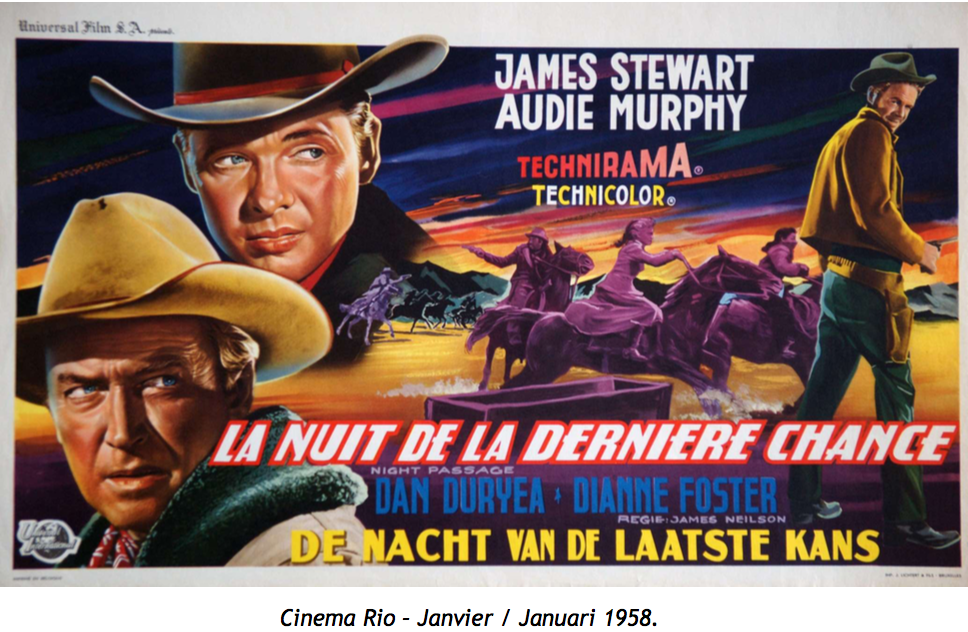 Universal Film S.A. présente.
JAMES STEWART
AUDIE MURPHY
TECHNIRAMA®
TECHNICOLOR®
LA NUIT DE LA DERNIERE CHANCE
NIGHT PASSAGE
DAN DURYEA & DIANNE FOSTER
REGIE: JAMES NEILSON
DE NACHT VAN DE LAATSTE KANS
Cinema Rio – Janvier / Januari 1958.